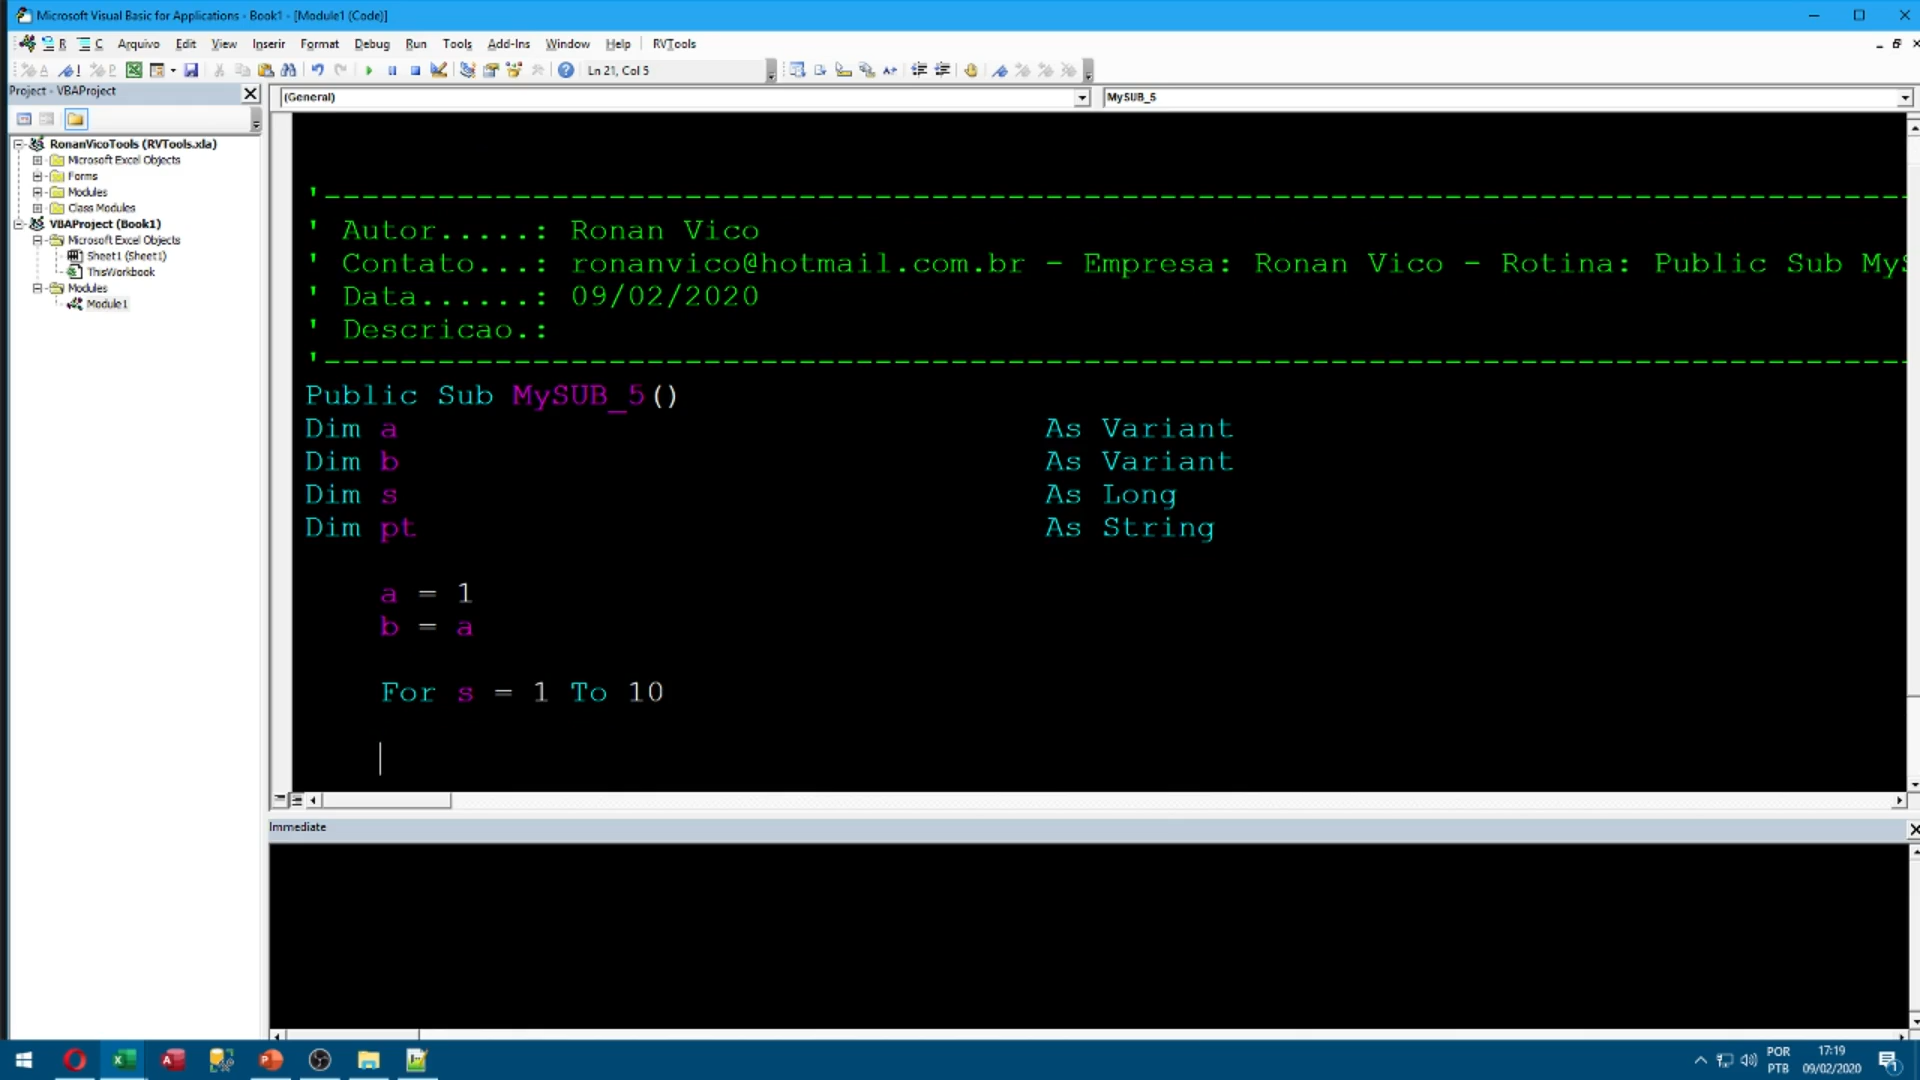 Microsoft Visual Basic for Applications - Book1 - [Module1 (Code)]
R C Arquivo Edit View Inserir Format Debug Run Tools Add-Ins Window Help RVTools
Ln 21, Col 5
Project - VBAProject
(General) MySUB_5
RonanVicoTools (RVTools.xla)
Microsoft Excel Objects
Forms
Modules
Class Modules
VBAProject (Book1)
Microsoft Excel Objects
Sheet1 (Sheet1)
ThisWorkbook
Modules
Module1
'------------------------------------------------------------------------------------
' Autor.....: Ronan Vico
' Contato...: ronanvico@hotmail.com.br - Empresa: Ronan Vico - Rotina: Public Sub MyS
' Data......: 09/02/2020
' Descricao.:
'------------------------------------------------------------------------------------
Public Sub MySUB_5()
Dim a As Variant
Dim b As Variant
Dim s As Long
Dim pt As String
a = 1
b = a
For s = 1 To 10
Immediate
POR
PTB
17:19
09/02/2020
1